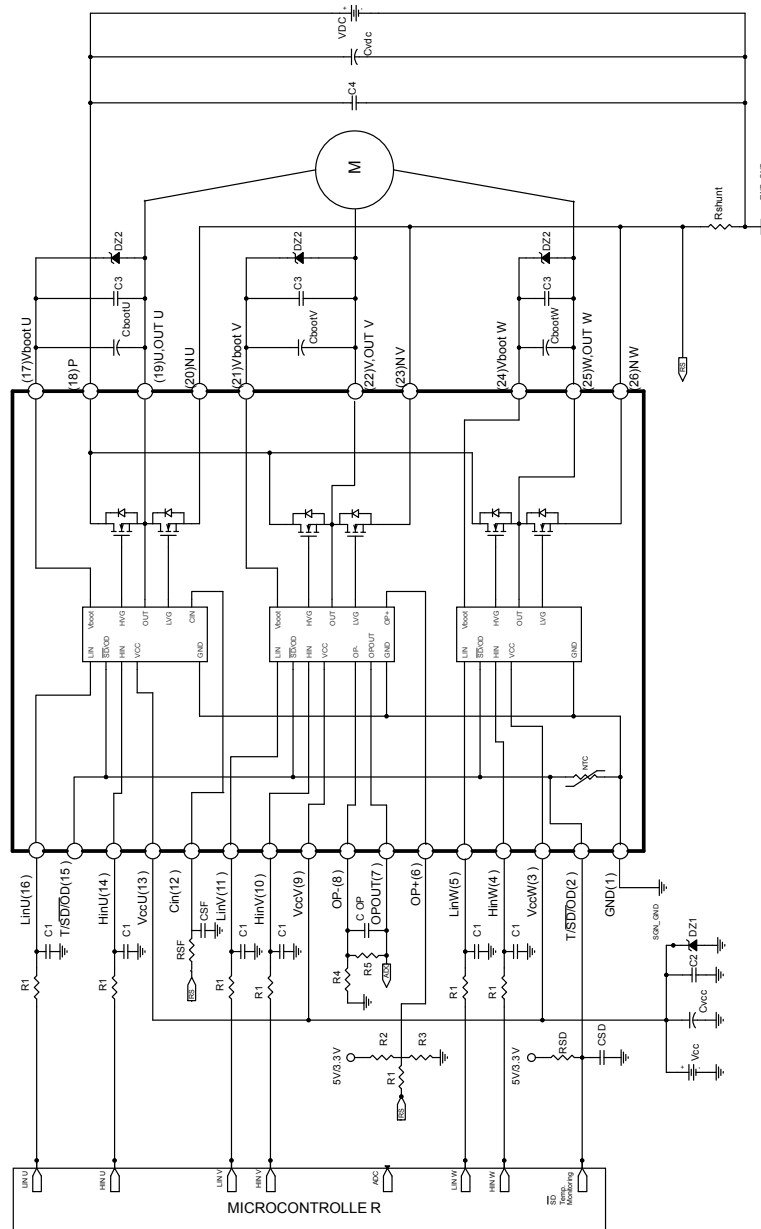 VDC
+
-
Cvdc
C4
M
Rshunt
DZ2
C3
CbootU
DZ2
C3
CbootV
DZ2
C3
CbootW
RS
(17)Vboot U
(18)P
(19)U,OUT U
(20)N U
(21)Vboot V
(22)V,OUT V
(23)N V
(24)Vboot W
(25)W,OUT W
(26)N W
Vboot
HVG
OUT
LVG
CIN
LIN
SD/OD
HIN
VCC
GND
Vboot
HVG
OUT
LVG
OP+
LIN
SD/OD
HIN
VCC
OP-
OPOUT
GND
Vboot
HVG
OUT
LVG
LIN
SD/OD
HIN
VCC
GND
NTC
LinU(16)
T/SD/OD(15)
HinU(14)
VccU(13)
Cin(12)
LinV(11)
HinV(10)
VccV(9)
OP-(8)
OPOUT(7)
OP+(6)
LinW(5)
HinW(4)
VccW(3)
T/SD/OD(2)
GND(1)
SGN_GND
C1
R1
C1
R1
CSF
RSF
RS
C1
R1
C1
R1
C OP
R5
R4
ADC
R2
R3
R1
RS
5V/3.3V
C1
R1
C1
R1
RSD
CSD
5V/3.3V
DZ1
C2
Cvcc
Vcc
+
-
LIN U
HIN U
LIN V
HIN V
ADC
LIN W
HIN W
SD
Temp.
Monitoring
MICROCONTROLLE R